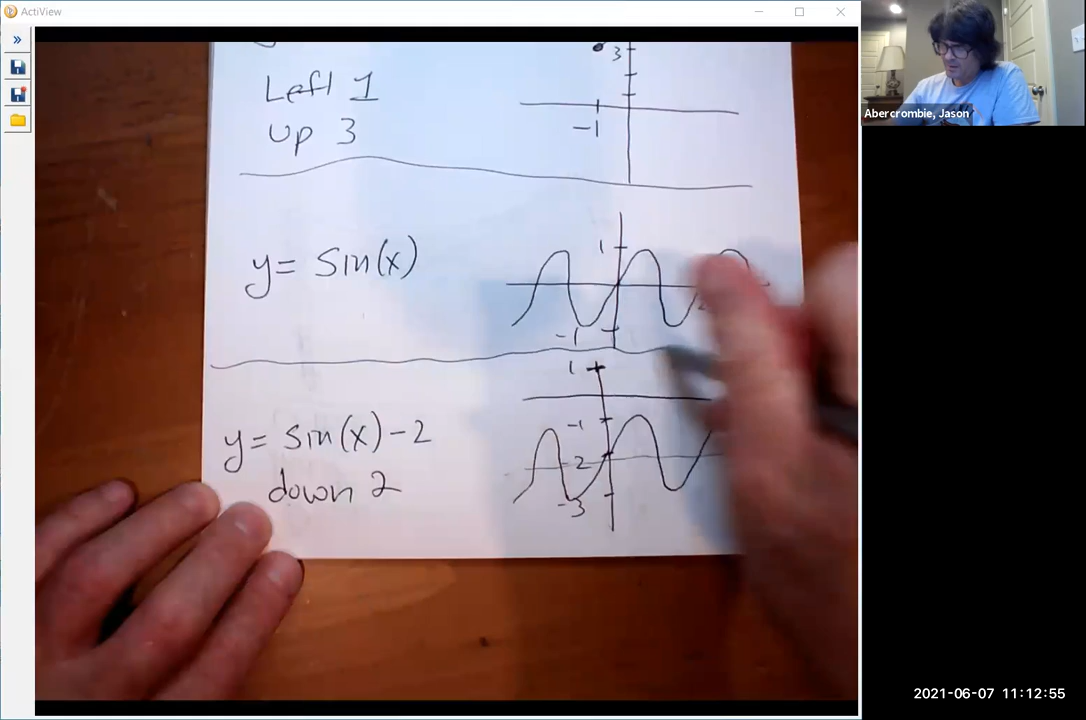 ActiView
»
3
Left 1
up 3
-1
y = sin(x)
1
-1
y = sin(x) - 2
down 2
1
-1
-2
-3
Abercrombie, Jason
2021-06-07 11:12:55